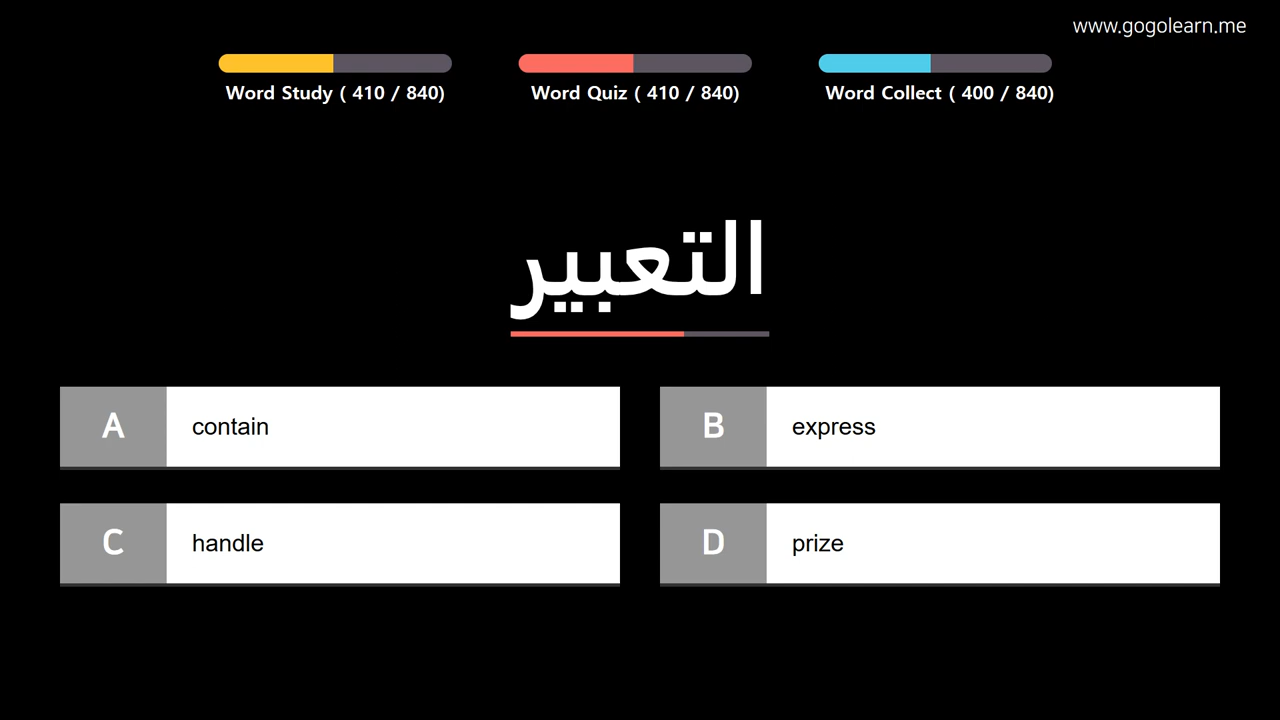 www.gogolearn.me
Word Study ( 410 / 840)
Word Quiz ( 410 / 840)
Word Collect ( 400 / 840)
التعبير
A contain
B express
C handle
D prize